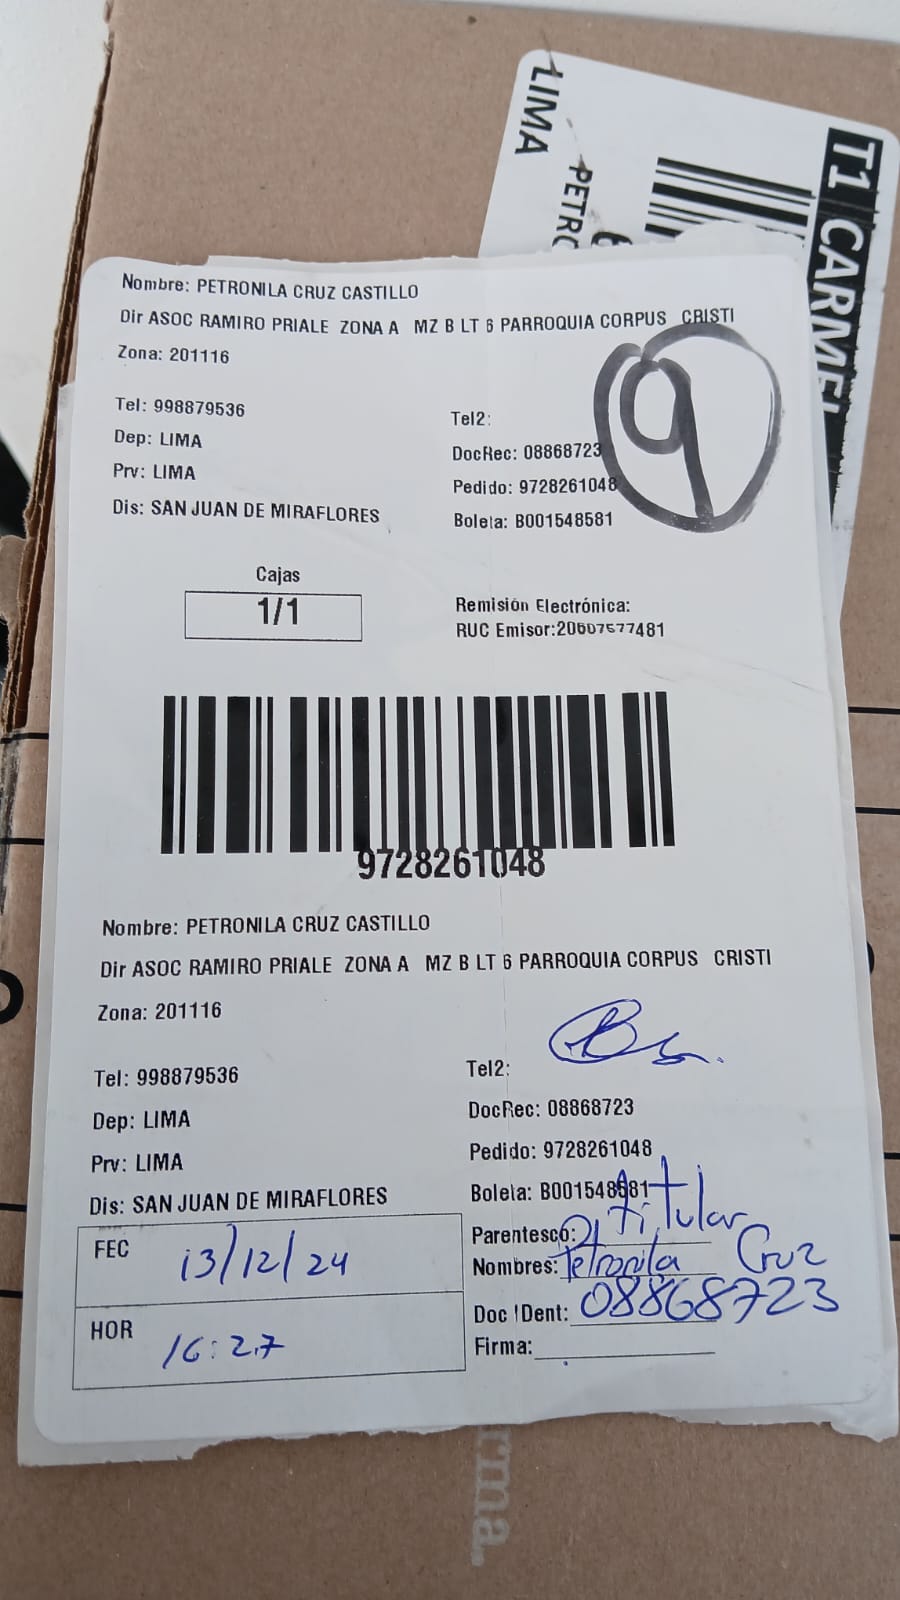 LIMA
PETRO
T1 CARMEL
Nombre: PETRONILA CRUZ CASTILLO
Dir ASOC RAMIRO PRIALE ZONA A MZ B LT 6 PARROQUIA CORPUS CRISTI
Zona: 201116
9
Tel: 998879536
Tel2:
Dep: LIMA
DocRec: 08868723
Prv: LIMA
Pedido: 9728261048
Dis: SAN JUAN DE MIRAFLORES
Boleta: B001548581
Cajas
1/1
Remisión Electrónica:
RUC Emisor:20607577481
9728261048
Nombre: PETRONILA CRUZ CASTILLO
Dir ASOC RAMIRO PRIALE ZONA A MZ B LT 6 PARROQUIA CORPUS CRISTI
Zona: 201116
Tel: 998879536
Tel2:
Dep: LIMA
DocRec: 08868723
Prv: LIMA
Pedido: 9728261048
Dis: SAN JUAN DE MIRAFLORES
Boleta: B001548581
Parentesco: titular
FEC 13/12/24
Nombres: Petronila Cruz
Doc IDent: 08868723
HOR 16:27
Firma:
rma.